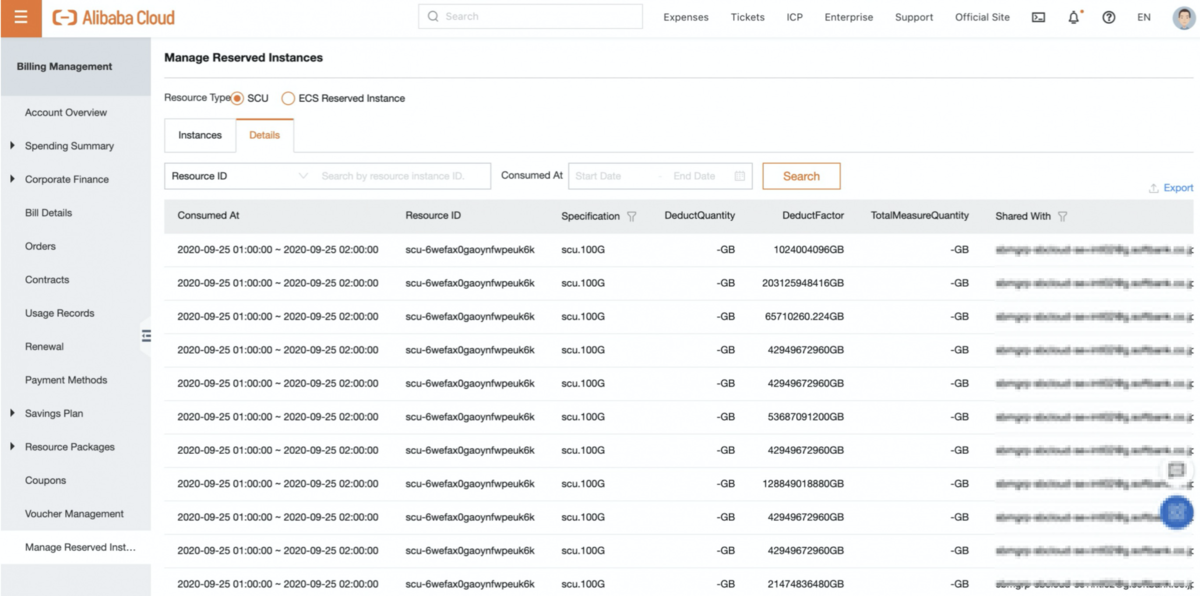 Alibaba Cloud Search Expenses Tickets ICP Enterprise Support Official Site EN
Billing Management
Account Overview
Spending Summary
Corporate Finance
Bill Details
Orders
Contracts
Usage Records
Renewal
Payment Methods
Savings Plan
Resource Packages
Coupons
Voucher Management
Manage Reserved Inst...
Manage Reserved Instances
Resource Type SCU ECS Reserved Instance
Instances Details
Resource ID Search by resource instance ID. Consumed At Start Date - End Date Search
Export
Consumed At Resource ID Specification DeductQuantity DeductFactor TotalMeasureQuantity Shared With
2020-09-25 01:00:00 ~ 2020-09-25 02:00:00 scu-6wefax0gaoynfwpeuk6k scu.100G -GB 1024004096GB -GB
2020-09-25 01:00:00 ~ 2020-09-25 02:00:00 scu-6wefax0gaoynfwpeuk6k scu.100G -GB 203125948416GB -GB
2020-09-25 01:00:00 ~ 2020-09-25 02:00:00 scu-6wefax0gaoynfwpeuk6k scu.100G -GB 65710260.224GB -GB
2020-09-25 01:00:00 ~ 2020-09-25 02:00:00 scu-6wefax0gaoynfwpeuk6k scu.100G -GB 42949672960GB -GB
2020-09-25 01:00:00 ~ 2020-09-25 02:00:00 scu-6wefax0gaoynfwpeuk6k scu.100G -GB 42949672960GB -GB
2020-09-25 01:00:00 ~ 2020-09-25 02:00:00 scu-6wefax0gaoynfwpeuk6k scu.100G -GB 53687091200GB -GB
2020-09-25 01:00:00 ~ 2020-09-25 02:00:00 scu-6wefax0gaoynfwpeuk6k scu.100G -GB 42949672960GB -GB
2020-09-25 01:00:00 ~ 2020-09-25 02:00:00 scu-6wefax0gaoynfwpeuk6k scu.100G -GB 128849018880GB -GB
2020-09-25 01:00:00 ~ 2020-09-25 02:00:00 scu-6wefax0gaoynfwpeuk6k scu.100G -GB 42949672960GB -GB
2020-09-25 01:00:00 ~ 2020-09-25 02:00:00 scu-6wefax0gaoynfwpeuk6k scu.100G -GB 42949672960GB -GB
2020-09-25 01:00:00 ~ 2020-09-25 02:00:00 scu-6wefax0gaoynfwpeuk6k scu.100G -GB 21474836480GB -GB